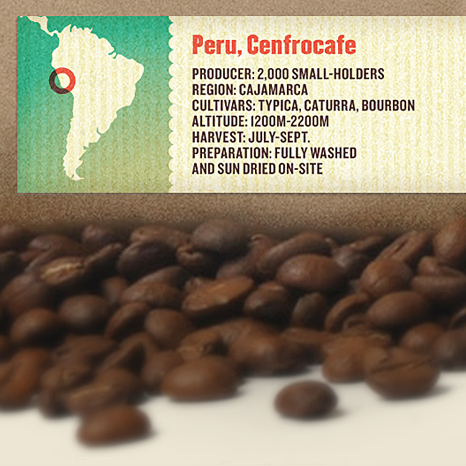 Peru, Cenfrocafe
PRODUCER: 2,000 SMALL-HOLDERS
REGION: CAJAMARCA
CULTIVARS: TYPICA, CATURRA, BOURBON
ALTITUDE: 1200M-2200M
HARVEST: JULY-SEPT.
PREPARATION: FULLY WASHED
AND SUN DRIED ON-SITE